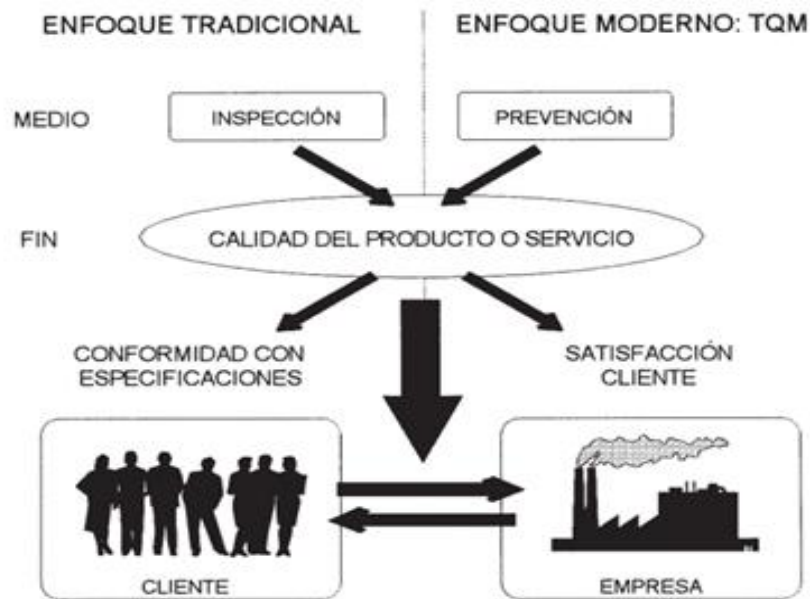 ENFOQUE TRADICIONAL
ENFOQUE MODERNO: TQM
MEDIO
INSPECCIÓN
PREVENCIÓN
FIN
CALIDAD DEL PRODUCTO O SERVICIO
CONFORMIDAD CON
ESPECIFICACIONES
SATISFACCIÓN
CLIENTE
CLIENTE
EMPRESA